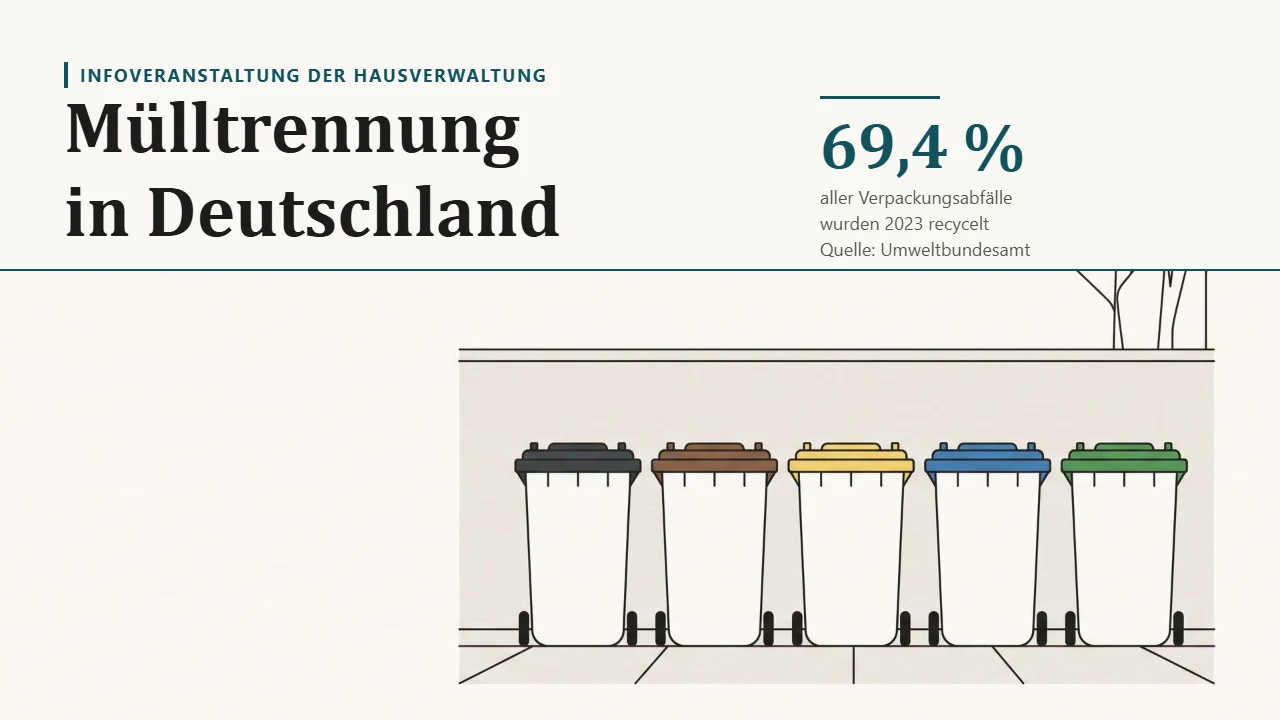 INFOVERANSTALTUNG DER HAUSVERWALTUNG
Mülltrennung
in Deutschland
69,4 %
aller Verpackungsabfälle
wurden 2023 recycelt
Quelle: Umweltbundesamt